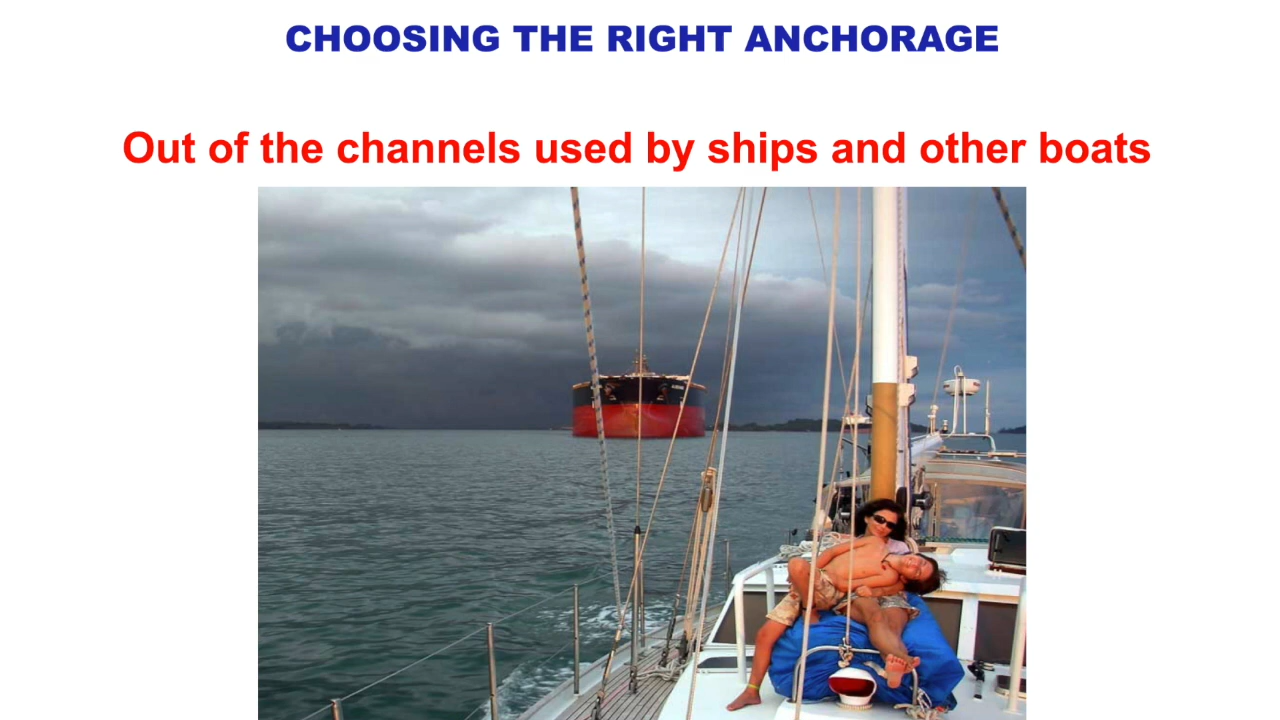 CHOOSING THE RIGHT ANCHORAGE
Out of the channels used by ships and other boats